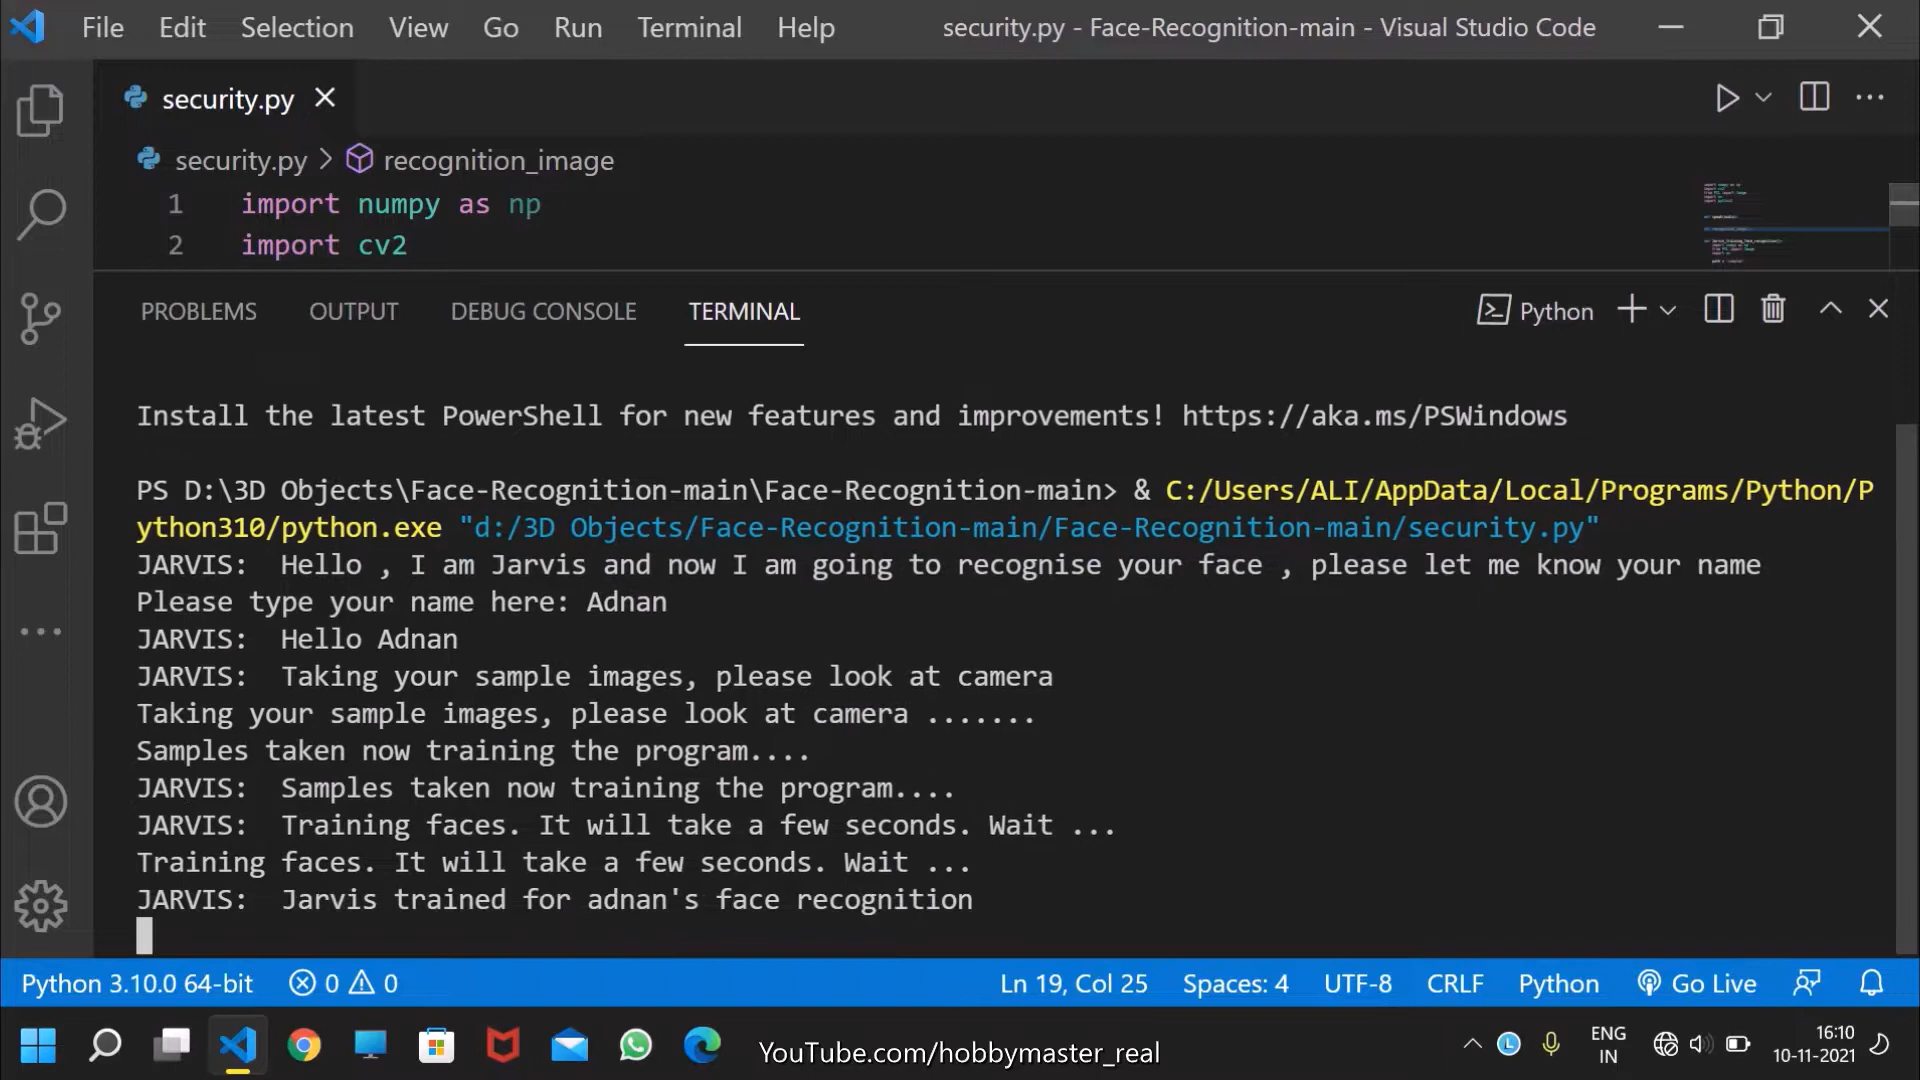 File Edit Selection View Go Run Terminal Help security.py - Face-Recognition-main - Visual Studio Code
security.py
security.py > recognition_image
1 import numpy as np
2 import cv2
PROBLEMS OUTPUT DEBUG CONSOLE TERMINAL Python
Install the latest PowerShell for new features and improvements! https://aka.ms/PSWindows
PS D:\3D Objects\Face-Recognition-main\Face-Recognition-main> & C:/Users/ALI/AppData/Local/Programs/Python/P
ython310/python.exe "d:/3D Objects/Face-Recognition-main/Face-Recognition-main/security.py"
JARVIS:  Hello , I am Jarvis and now I am going to recognise your face , please let me know your name
Please type your name here: Adnan
JARVIS:  Hello Adnan
JARVIS:  Taking your sample images, please look at camera
Taking your sample images, please look at camera .......
Samples taken now training the program....
JARVIS:  Samples taken now training the program....
JARVIS:  Training faces. It will take a few seconds. Wait ...
Training faces. It will take a few seconds. Wait ...
JARVIS:  Jarvis trained for adnan's face recognition
Python 3.10.0 64-bit 0 0 Ln 19, Col 25 Spaces: 4 UTF-8 CRLF Python Go Live
YouTube.com/hobbymaster_real
ENG
IN
16:10
10-11-2021